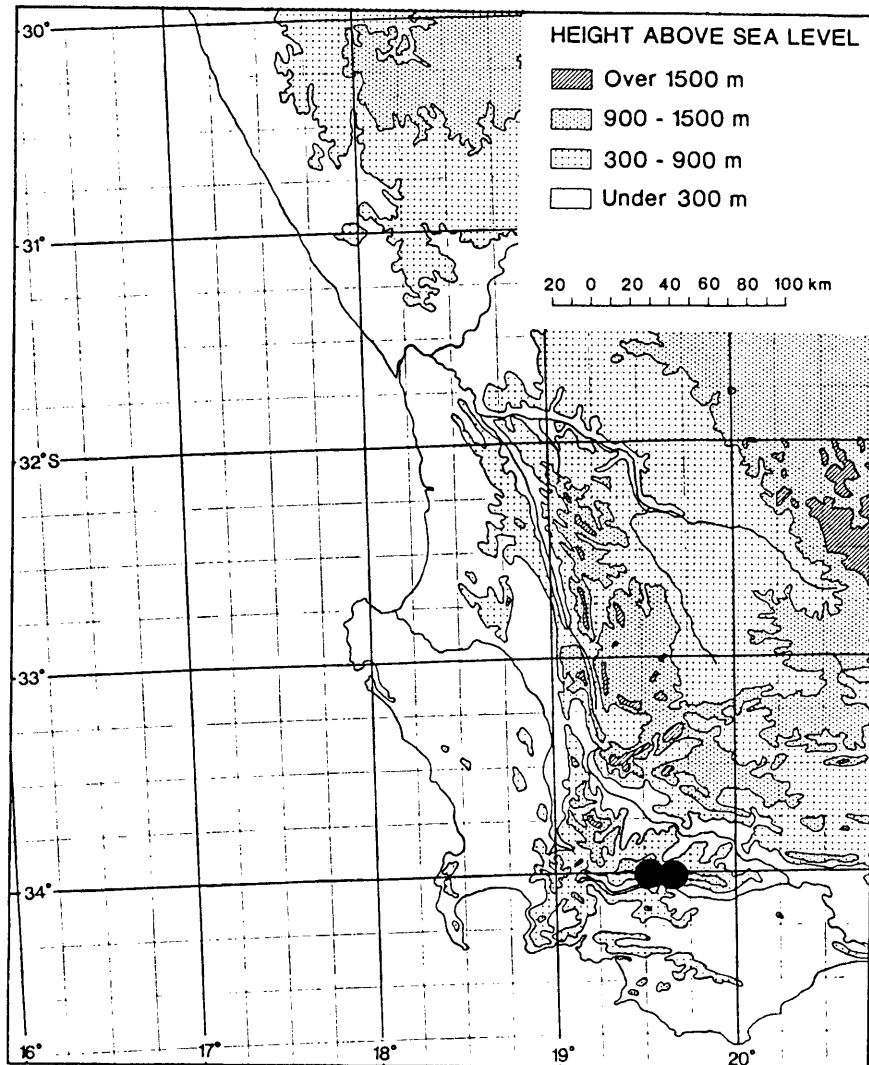 HEIGHT ABOVE SEA LEVEL
Over 1500 m
900 - 1500 m
300 - 900 m
Under 300 m
20 0 20 40 60 80 100 km
30°
31°
32°S
33°
34°
16° 17° 18° 19° 20°